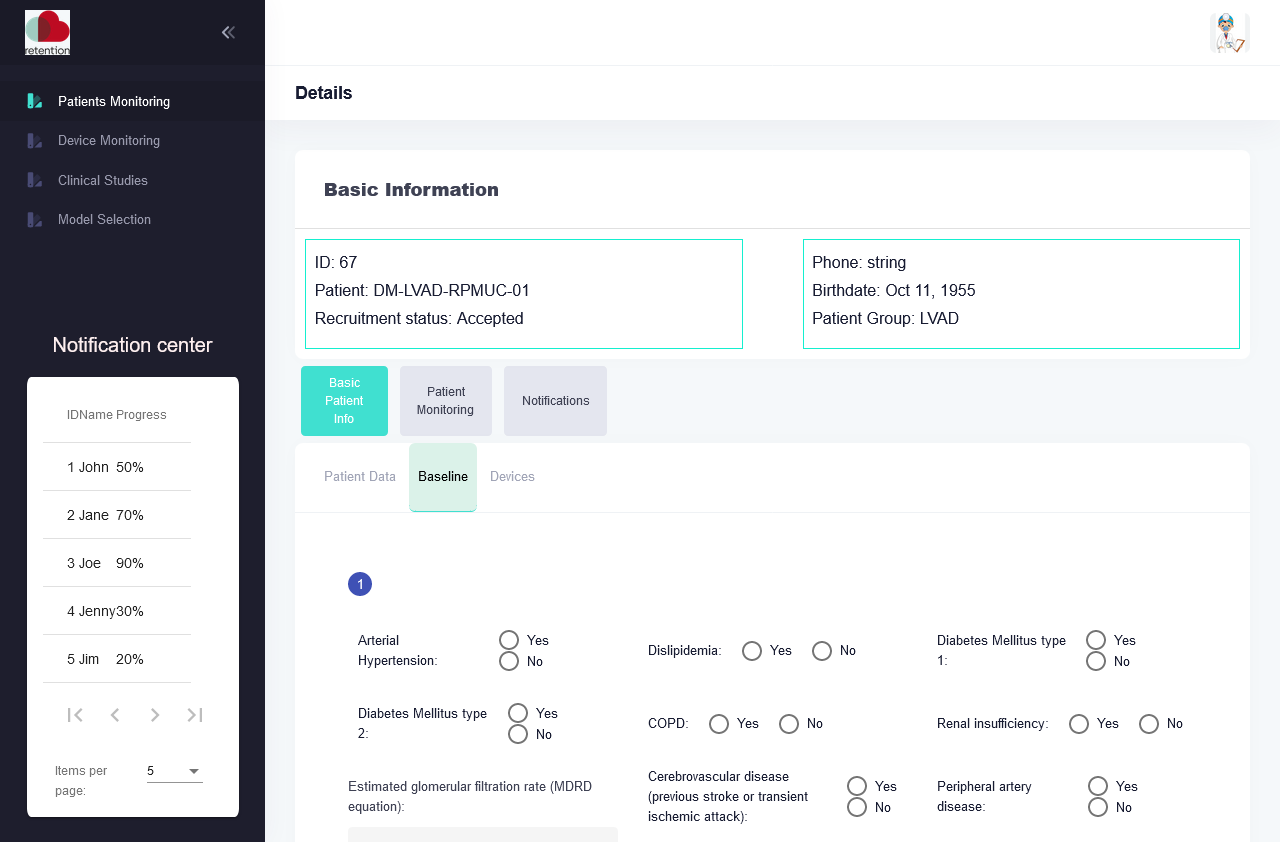 retention
Patients Monitoring
Device Monitoring
Clinical Studies
Model Selection
Notification center
ID Name Progress
1 John 50%
2 Jane 70%
3 Joe 90%
4 Jenny 30%
5 Jim 20%
Items per
page:
5
Details
Basic Information
ID: 67
Patient: DM-LVAD-RPMUC-01
Recruitment status: Accepted
Phone: string
Birthdate: Oct 11, 1955
Patient Group: LVAD
Basic
Patient
Info
Patient
Monitoring
Notifications
Patient Data
Baseline
Devices
1
Arterial
Hypertension:
Yes
No
Dislipidemia:
Yes
No
Diabetes Mellitus type
1:
Yes
No
Diabetes Mellitus type
2:
Yes
No
COPD:
Yes
No
Renal insufficiency:
Yes
No
Estimated glomerular filtration rate (MDRD
equation):
Cerebrovascular disease
(previous stroke or transient
ischemic attack):
Yes
No
Peripheral artery
disease:
Yes
No